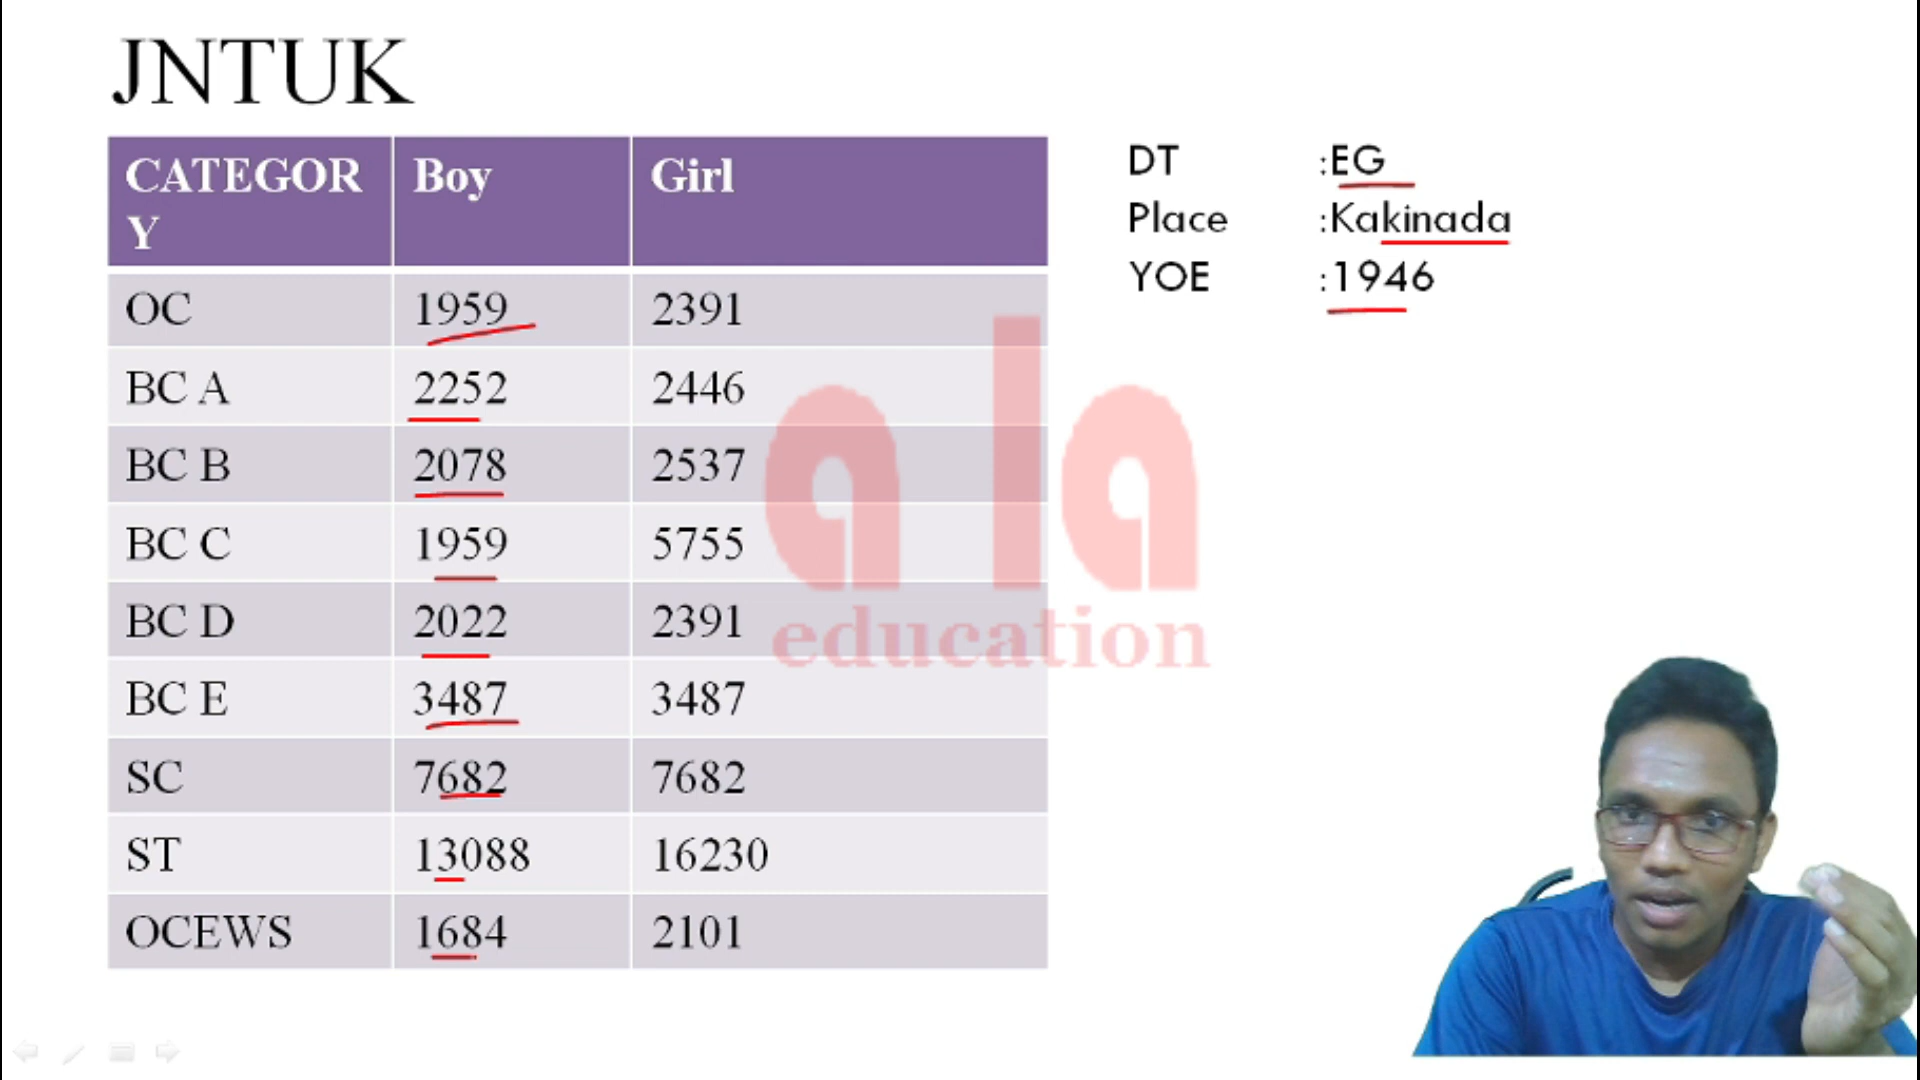 JNTUK
CATEGOR
Y
Boy
Girl
OC 1959 2391
BC A 2252 2446
BC B 2078 2537
BC C 1959 5755
BC D 2022 2391
BC E 3487 3487
SC 7682 7682
ST 13088 16230
OCEWS 1684 2101
DT :EG
Place :Kakinada
YOE :1946
a la
education